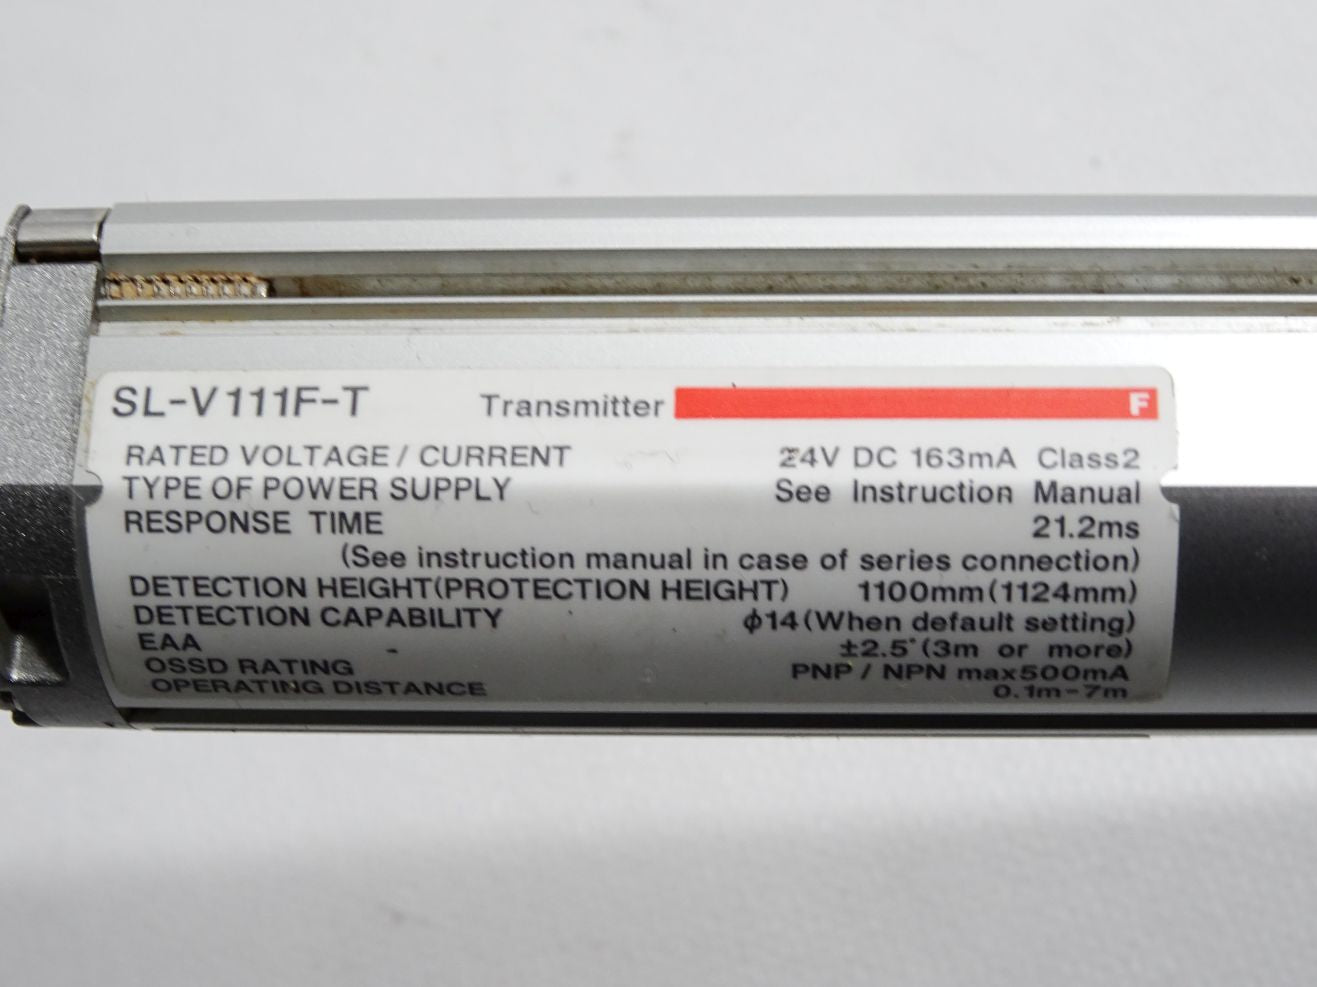 SL-V111F-T Transmitter F
RATED VOLTAGE / CURRENT 24V DC 163mA Class2
TYPE OF POWER SUPPLY See Instruction Manual
RESPONSE TIME 21.2ms
(See instruction manual in case of series connection)
DETECTION HEIGHT(PROTECTION HEIGHT) 1100mm(1124mm)
DETECTION CAPABILITY ϕ14(When default setting)
EAA ±2.5°(3m or more)
OSSD RATING PNP / NPN max500mA
OPERATING DISTANCE 0.1m-7m